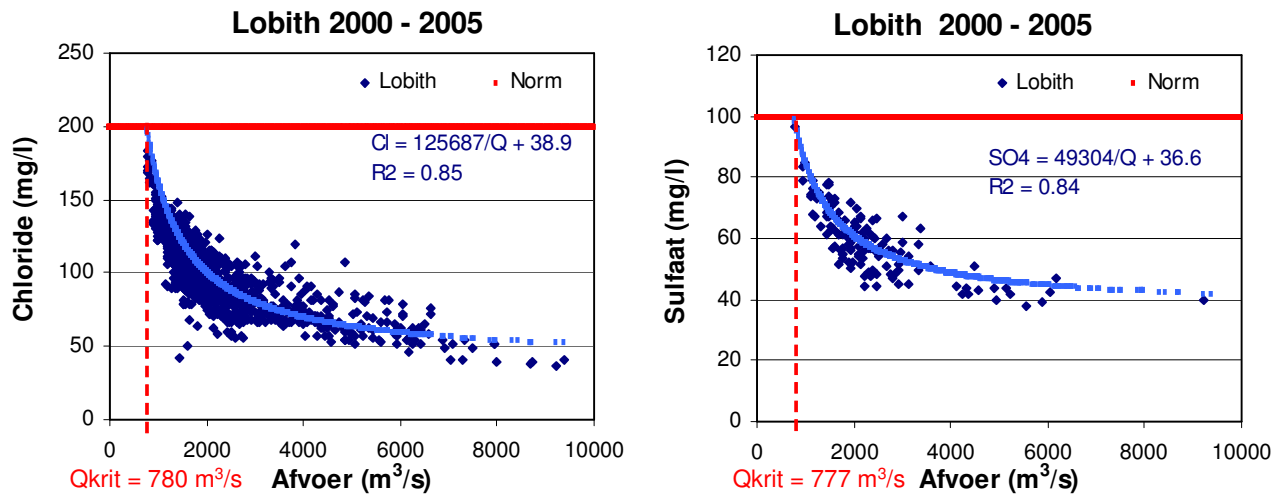 Lobith 2000 - 2005
250
200
150
100
50
0
Chloride (mg/l)
Lobith
Norm
Cl = 125687/Q + 38.9
R2 = 0.85
0 2000 4000 6000 8000 10000
Qkrit = 780 m³/s
Afvoer (m³/s)
Lobith 2000 - 2005
120
100
80
60
40
20
0
Sulfaat (mg/l)
Lobith
Norm
SO4 = 49304/Q + 36.6
R2 = 0.84
0 2000 4000 6000 8000 10000
Qkrit = 777 m³/s
Afvoer (m³/s)